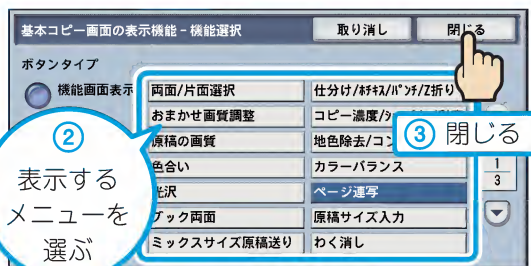 基本コピー画面の表示機能－機能選択
取り消し
閉じる
ボタンタイプ
機能画面表示
両面/片面選択
仕分け/ﾎﾁｷｽ/ﾊﾟﾝﾁ/Z折り
おまかせ画質調整
コピー濃度/
原稿の画質
地色除去/コン
色合い
カラーバランス
光沢
ページ連写
ブック両面
原稿サイズ入力
ミックスサイズ原稿送り
わく消し
1
3
②
表示する
メニューを
選ぶ
③ 閉じる